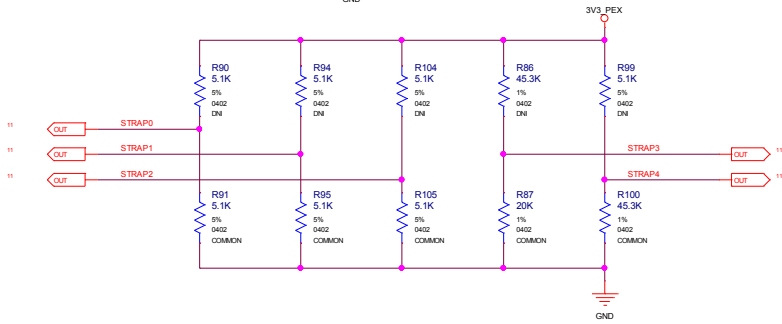 GND
3V3_PEX
R90 R94 R104 R86 R99
5.1K 5.1K 5.1K 45.3K 5.1K
5% 5% 5% 1% 5%
0402 0402 0402 0402 0402
DNI DNI DNI DNI DNI
11 OUT STRAP0
11 OUT STRAP1 STRAP3 OUT 11
11 OUT STRAP2 STRAP4 OUT 11
R91 R95 R105 R87 R100
5.1K 5.1K 5.1K 20K 45.3K
5% 5% 5% 1% 1%
0402 0402 0402 0402 0402
COMMON COMMON COMMON COMMON COMMON
GND